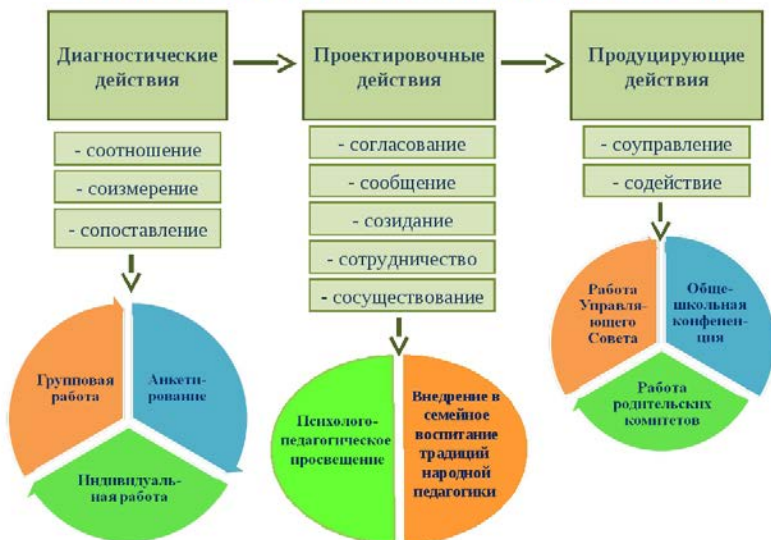 Диагностические
действия
Проектировочные
действия
Продуцирующие
действия
- соотношение
- соизмерение
- сопоставление
- согласование
- сообщение
- созидание
- сотрудничество
- сосуществование
- соуправление
- содействие
Групповая
работа
Анкети-
рование
Индивидуаль-
ная работа
Психолого-
педагогическое
просвещение
Внедрение в
семейное
воспитание
традиций
народной
педагогики
Работа
Управля-
ющего
Совета
Обще-
школьная
конфенен-
ция
Работа
родительских
комитетов